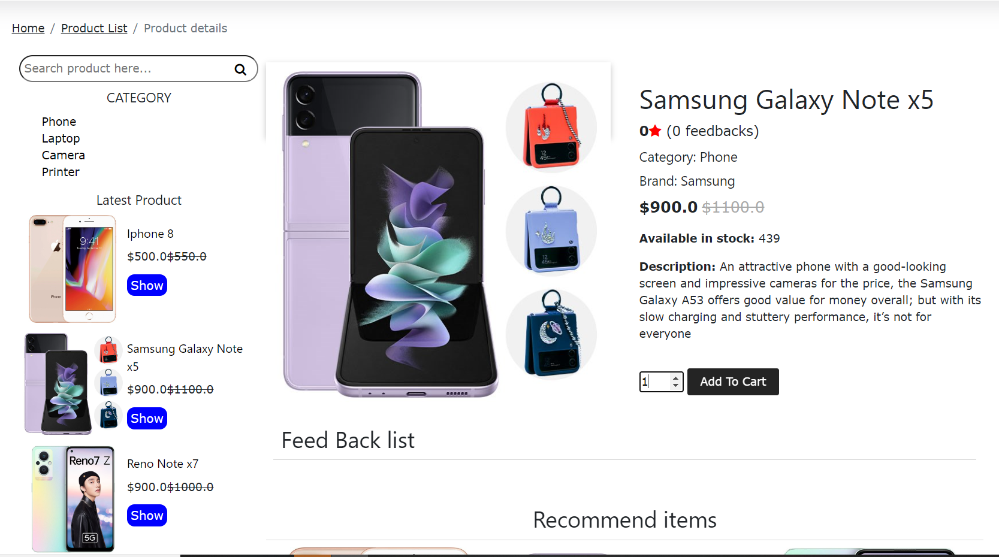 Home / Product List / Product details
Search product here...
CATEGORY
Phone
Laptop
Camera
Printer
Latest Product
9:41
iPhone
Iphone 8
$500.0$550.0
Show
Samsung Galaxy Note
x5
$900.0$1100.0
Show
Reno7 Z
5G
Reno Note x7
$900.0$1000.0
Show
12
45
12
45
Samsung Galaxy Note x5
0★ (0 feedbacks)
Category: Phone
Brand: Samsung
$900.0 $1100.0
Available in stock: 439
Description: An attractive phone with a good-looking
screen and impressive cameras for the price, the Samsung
Galaxy A53 offers good value for money overall; but with its
slow charging and stuttery performance, it’s not for
everyone
1
Add To Cart
Feed Back list
Recommend items